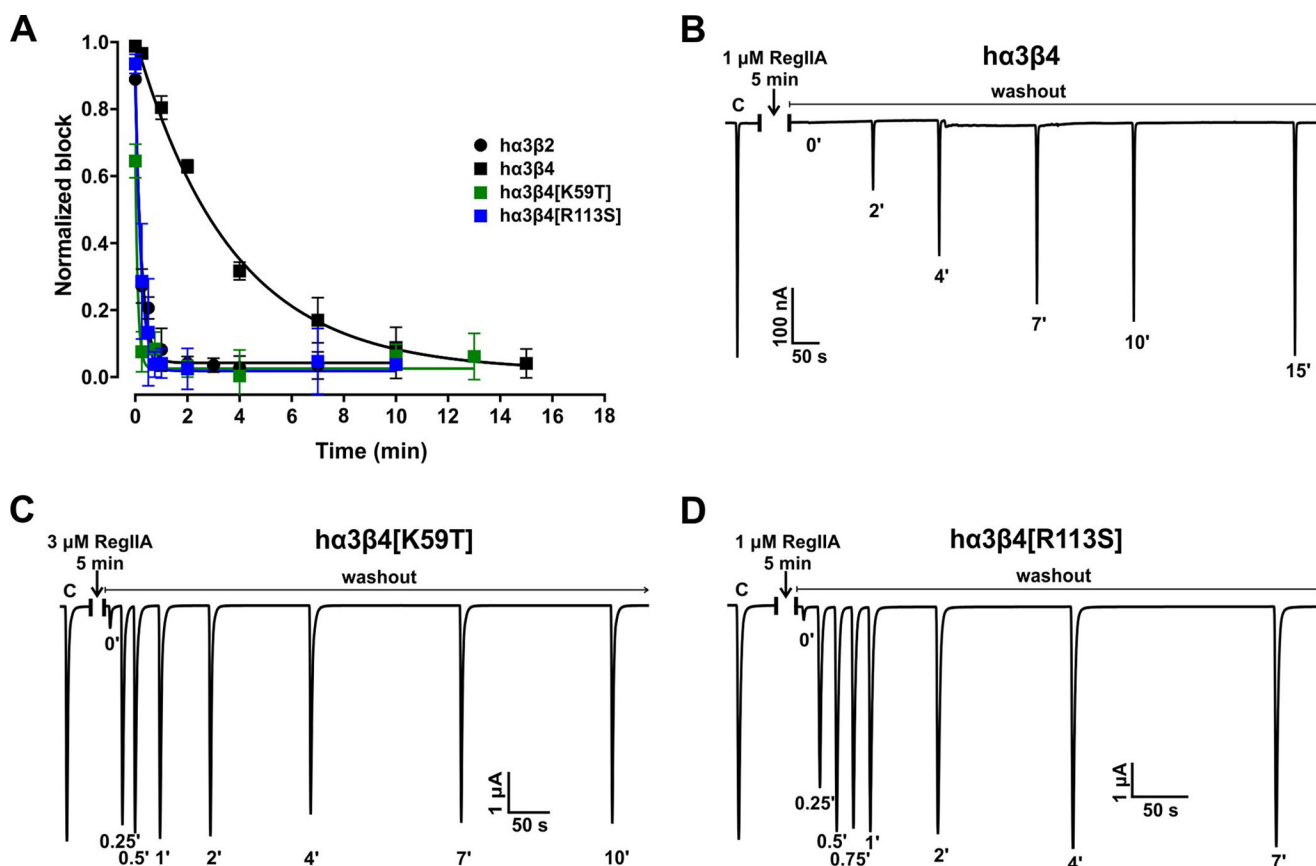 A
1.0
0.8
0.6
0.4
0.2
0.0
Normalized block
0 2 4 6 8 10 12 14 16 18
Time (min)
hα3β2
hα3β4
hα3β4[K59T]
hα3β4[R113S]
B
1 µM RegIIA
5 min
hα3β4
washout
C
0'
2'
4'
7'
10'
15'
100 nA
50 s
C
3 µM RegIIA
5 min
hα3β4[K59T]
washout
C
0'
0.25'
0.5'
1'
2'
4'
7'
10'
1 µA
50 s
D
1 µM RegIIA
5 min
hα3β4[R113S]
washout
C
0'
0.25'
0.5'
0.75'
1'
2'
4'
7'
1 µA
50 s